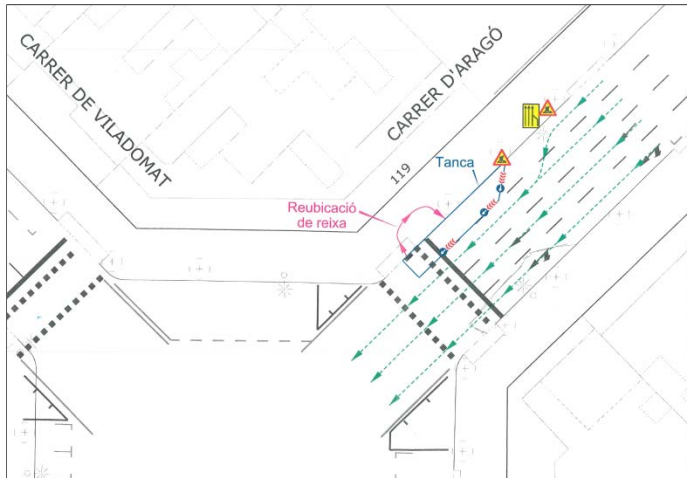 CARRER DE VILADOMAT
CARRER D'ARAGÓ
119
Tanca
Reubicació
de reixa